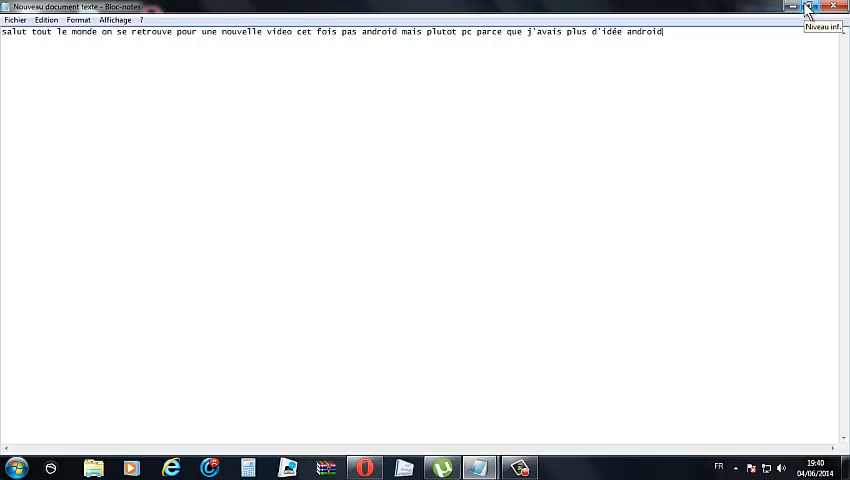 Nouveau document texte - Bloc-notes
Fichier Edition Format Affichage ?
salut tout le monde on se retrouve pour une nouvelle video cet fois pas android mais plutot pc parce que j'avais plus d'idée android
Niveau inf.
FR
19:40
04/06/2014